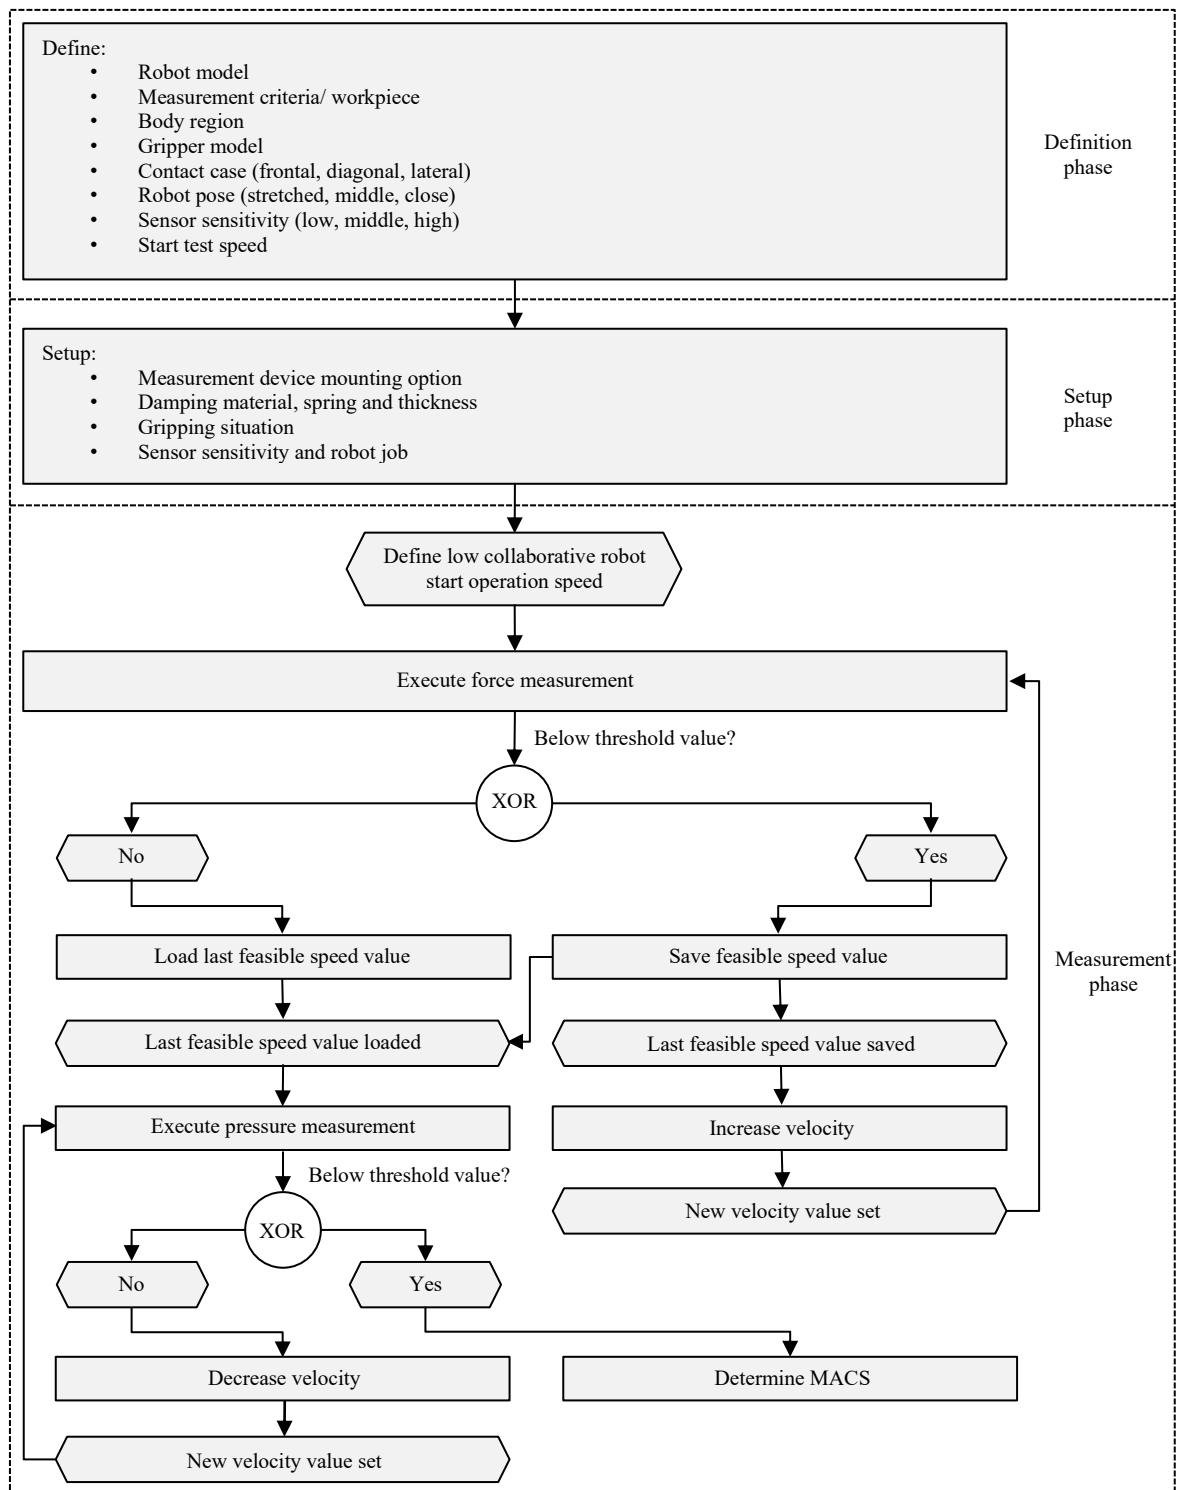 Define:
• Robot model
• Measurement criteria/ workpiece
• Body region
• Gripper model
• Contact case (frontal, diagonal, lateral)
• Robot pose (stretched, middle, close)
• Sensor sensitivity (low, middle, high)
• Start test speed
Definition
phase
Setup:
• Measurement device mounting option
• Damping material, spring and thickness
• Gripping situation
• Sensor sensitivity and robot job
Setup
phase
Define low collaborative robot
start operation speed
Execute force measurement
Below threshold value?
XOR
No
Yes
Load last feasible speed value
Save feasible speed value
Measurement
phase
Last feasible speed value loaded
Last feasible speed value saved
Execute pressure measurement
Increase velocity
Below threshold value?
XOR
New velocity value set
No
Yes
Decrease velocity
Determine MACS
New velocity value set